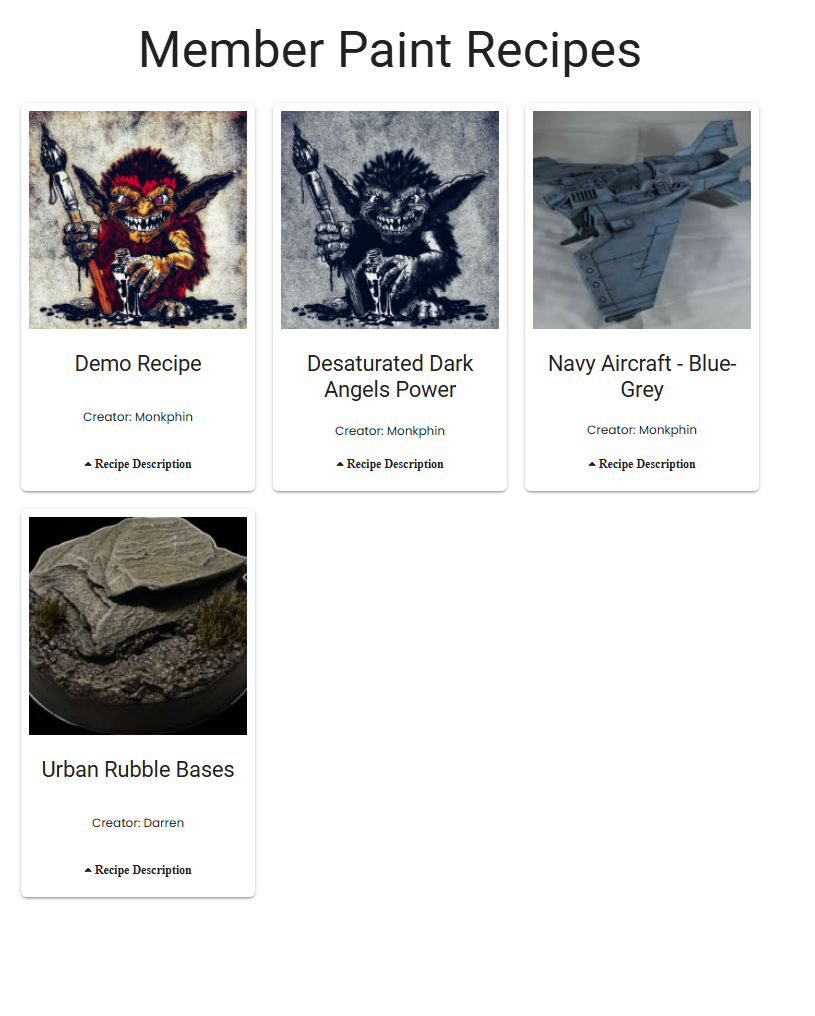 Member Paint Recipes
Demo Recipe
Creator: Monkphin
Recipe Description
Desaturated Dark
Angels Power
Creator: Monkphin
Recipe Description
Navy Aircraft - Blue-
Grey
Creator: Monkphin
Recipe Description
Urban Rubble Bases
Creator: Darren
Recipe Description